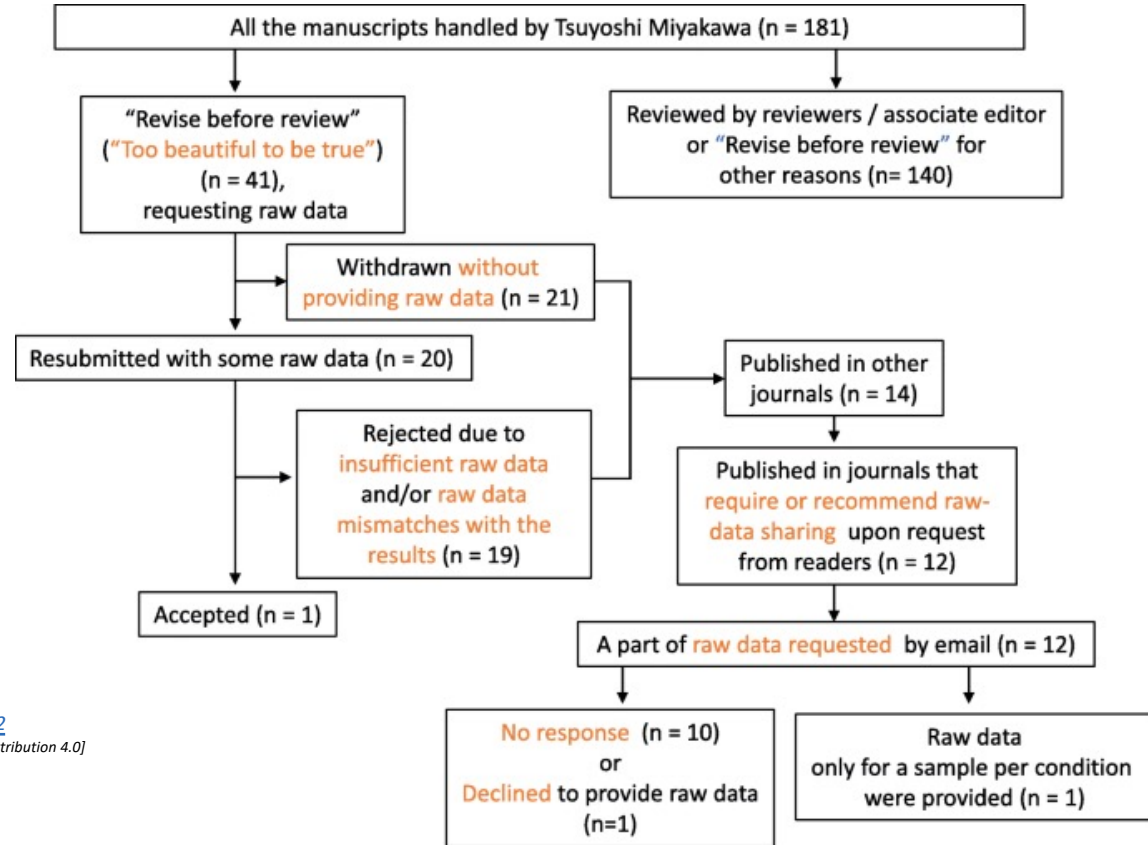 All the manuscripts handled by Tsuyoshi Miyakawa (n = 181)
“Revise before review”
(“Too beautiful to be true”)
(n = 41),
requesting raw data
Reviewed by reviewers / associate editor
or “Revise before review” for
other reasons (n= 140)
Withdrawn without
providing raw data (n = 21)
Resubmitted with some raw data (n = 20)
Rejected due to
insufficient raw data
and/or raw data
mismatches with the
results (n = 19)
Accepted (n = 1)
Published in other
journals (n = 14)
Published in journals that
require or recommend raw-
data sharing upon request
from readers (n = 12)
A part of raw data requested by email (n = 12)
No response (n = 10)
or
Declined to provide raw data
(n=1)
Raw data
only for a sample per condition
were provided (n = 1)
2
tribution 4.0]